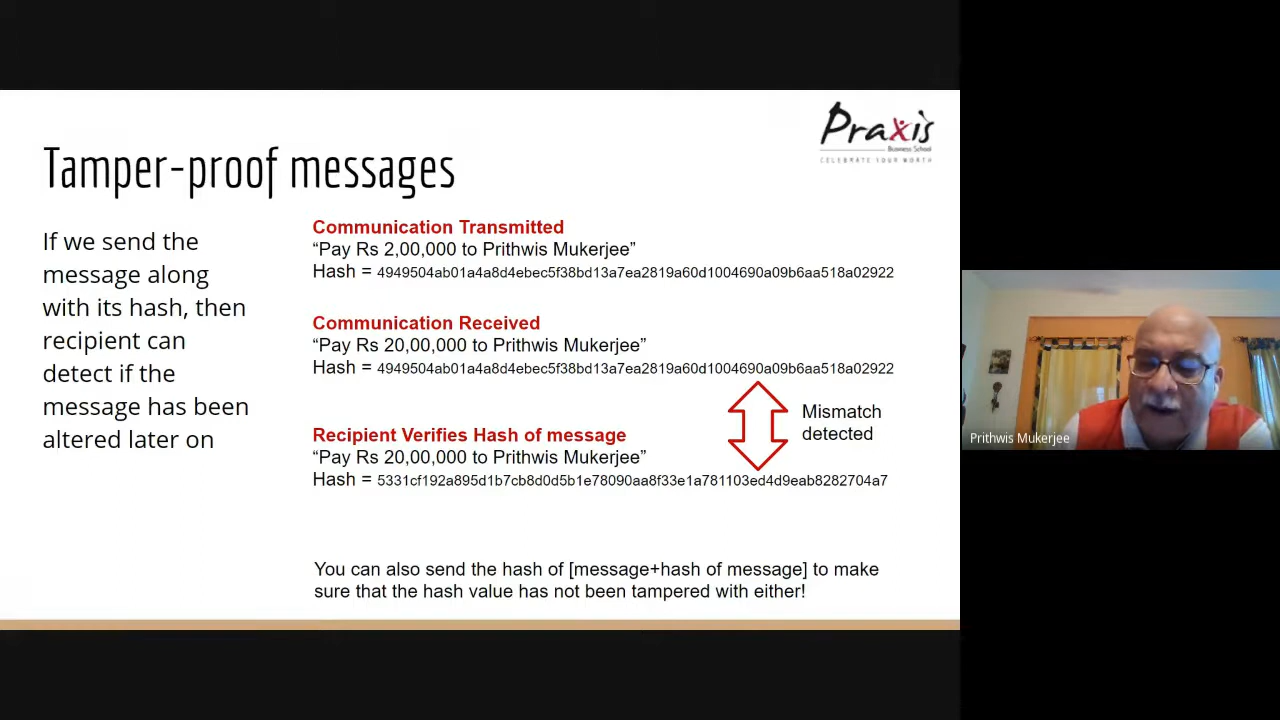 Praxis
Business School
CELEBRATE YOUR WORTH
Tamper-proof messages
If we send the
message along
with its hash, then
recipient can
detect if the
message has been
altered later on
Communication Transmitted
“Pay Rs 2,00,000 to Prithwis Mukerjee”
Hash = 4949504ab01a4a8d4ebec5f38bd13a7ea2819a60d1004690a09b6aa518a02922
Communication Received
“Pay Rs 20,00,000 to Prithwis Mukerjee”
Hash = 4949504ab01a4a8d4ebec5f38bd13a7ea2819a60d1004690a09b6aa518a02922
Mismatch
detected
Recipient Verifies Hash of message
“Pay Rs 20,00,000 to Prithwis Mukerjee”
Hash = 5331cf192a895d1b7cb8d0d5b1e78090aa8f33e1a781103ed4d9eab8282704a7
You can also send the hash of [message+hash of message] to make
sure that the hash value has not been tampered with either!
Prithwis Mukerjee